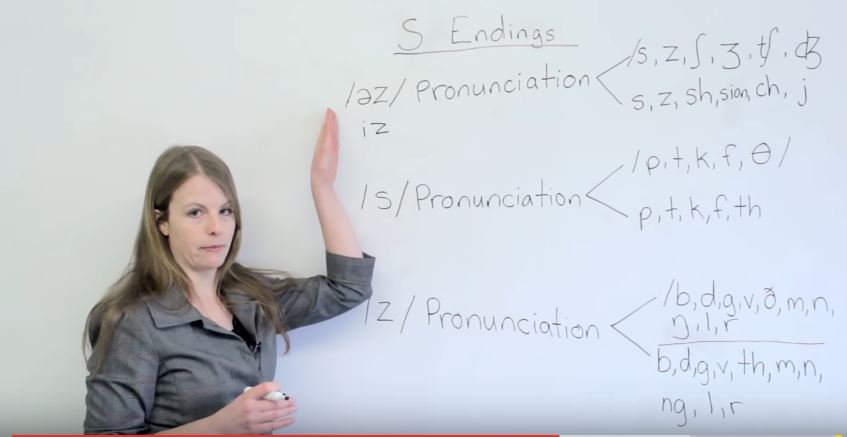 S Endings
/əz/ Pronunciation
iz
/s, z, ʃ, ʒ, tʃ, dʒ
s, z, sh, sion, ch, j
/s/ Pronunciation
/p, t, k, f, θ/
p, t, k, f, th
/z/ Pronunciation
/b, d, g, v, ð, m, n,
ŋ, l, r
b, d, g, v, th, m, n,
ng, l, r